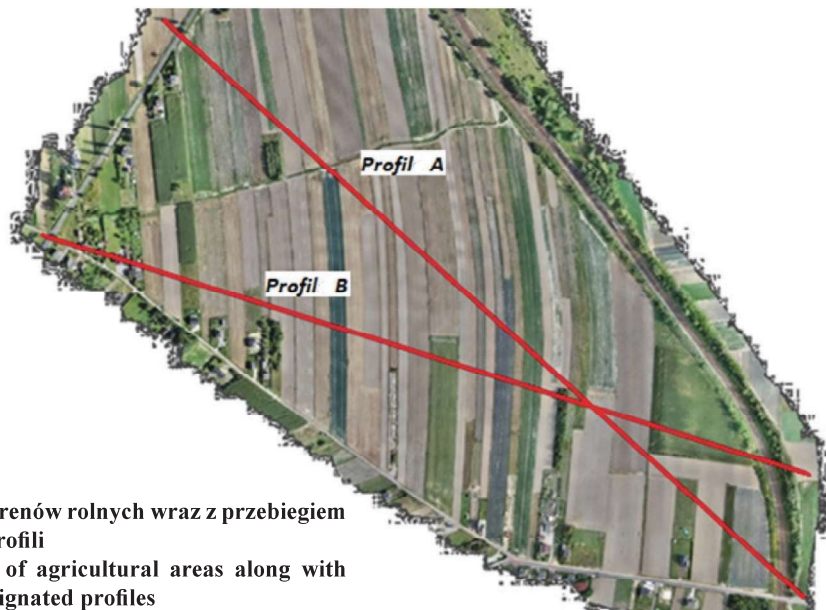 Profil A
Profil B
renów rolnych wraz z przebiegiem
rofili
of agricultural areas along with
ignated profiles